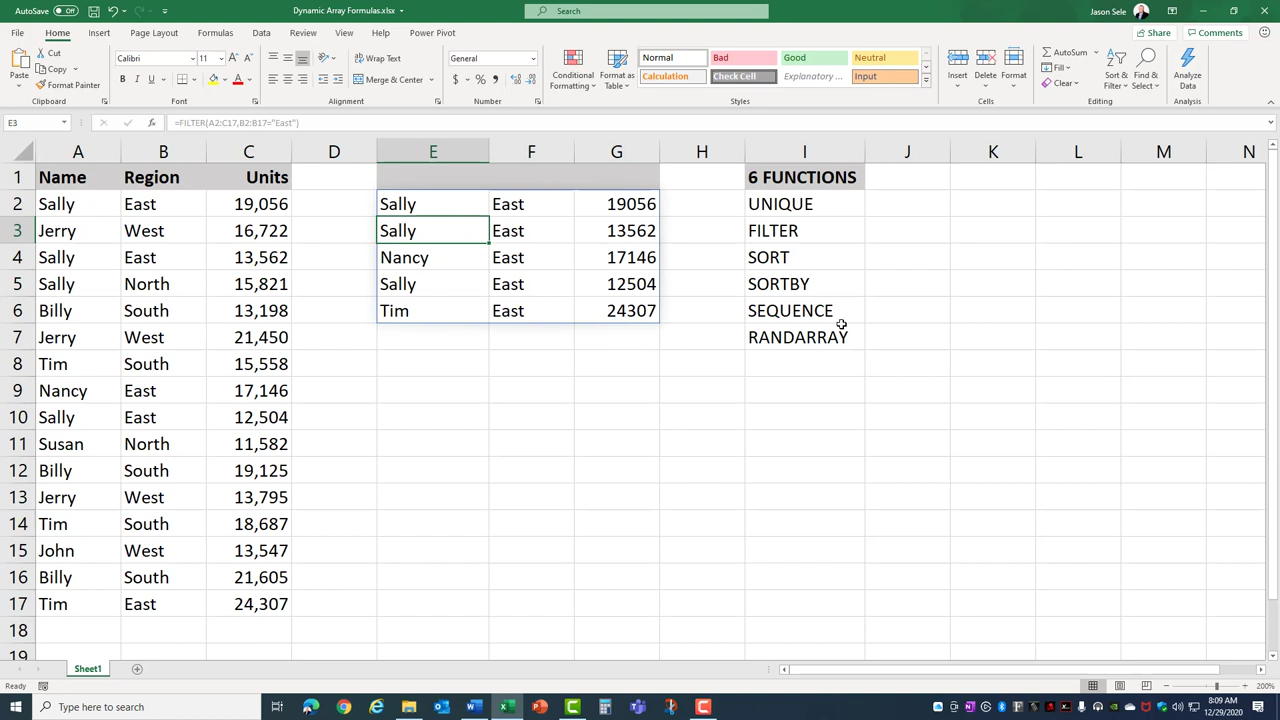 AutoSave Off Dynamic Array Formulas.xlsx Search Jason Sele
File Home Insert Page Layout Formulas Data Review View Help Power Pivot Share Comments
Paste Cut Copy Format Painter Clipboard
Calibri 11 A A B I U A Font
Merge & Center Alignment
General $ % , Number
Conditional Formatting Format as Table Normal Bad Good Neutral
Calculation Check Cell Explanatory ... Input Styles
Insert Delete Format Cells
AutoSum Fill Clear Sort & Filter Find & Select Editing
Analyze Data Analysis
E3 fx =FILTER(A2:C17,B2:B17="East")
A B C D E F G H I J K L M N
1 Name Region Units 6 FUNCTIONS
2 Sally East 19,056 Sally East 19056 UNIQUE
3 Jerry West 16,722 Sally East 13562 FILTER
4 Sally East 13,562 Nancy East 17146 SORT
5 Sally North 15,821 Sally East 12504 SORTBY
6 Billy South 13,198 Tim East 24307 SEQUENCE
7 Jerry West 21,450 RANDARRAY
8 Tim South 15,558
9 Nancy East 17,146
10 Sally East 12,504
11 Susan North 11,582
12 Billy South 19,125
13 Jerry West 13,795
14 Tim South 18,687
15 John West 13,547
16 Billy South 21,605
17 Tim East 24,307
18
19
Sheet1
Ready 200%
Type here to search 8:09 AM
12/29/2020